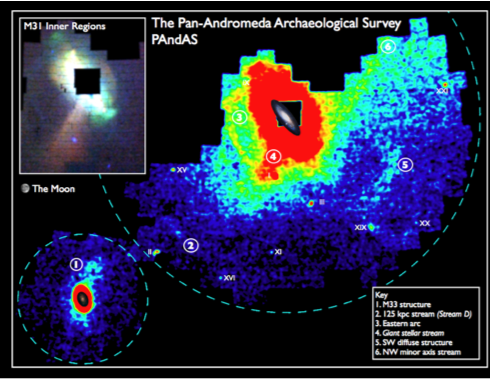 M31 Inner Regions
The Pan-Andromeda Archaeological Survey
PAndAS
6
XXI
3
4
5
XV
The Moon
III
XIX
XX
2
II
XI
1
XVI
Key
1. M33 structure
2. 125 kpc stream (Stream D)
3. Eastern arc
4. Giant stellar stream
5. SW diffuse structure
6. NW minor axis stream